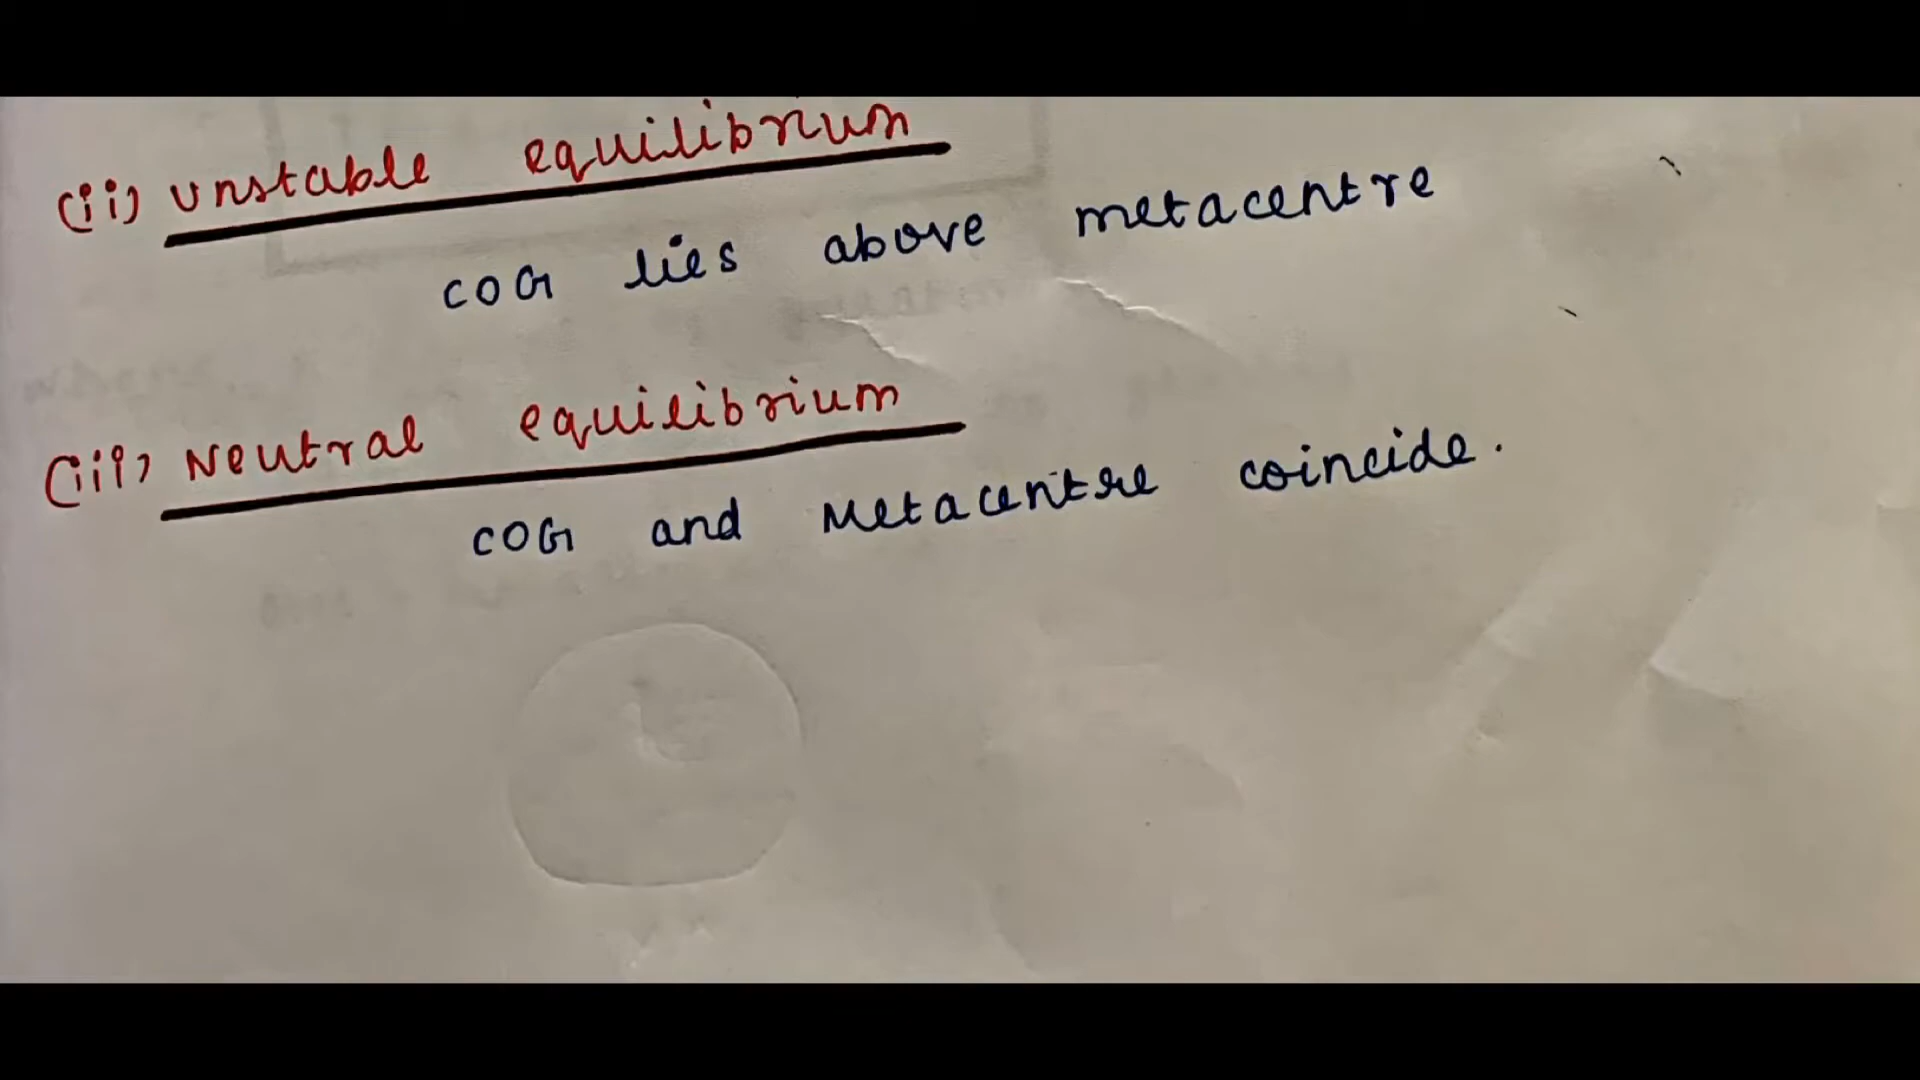 (ii) Unstable equilibrium
COG lies above metacentre
(iii) Neutral equilibrium
COG and Metacentre coincide.